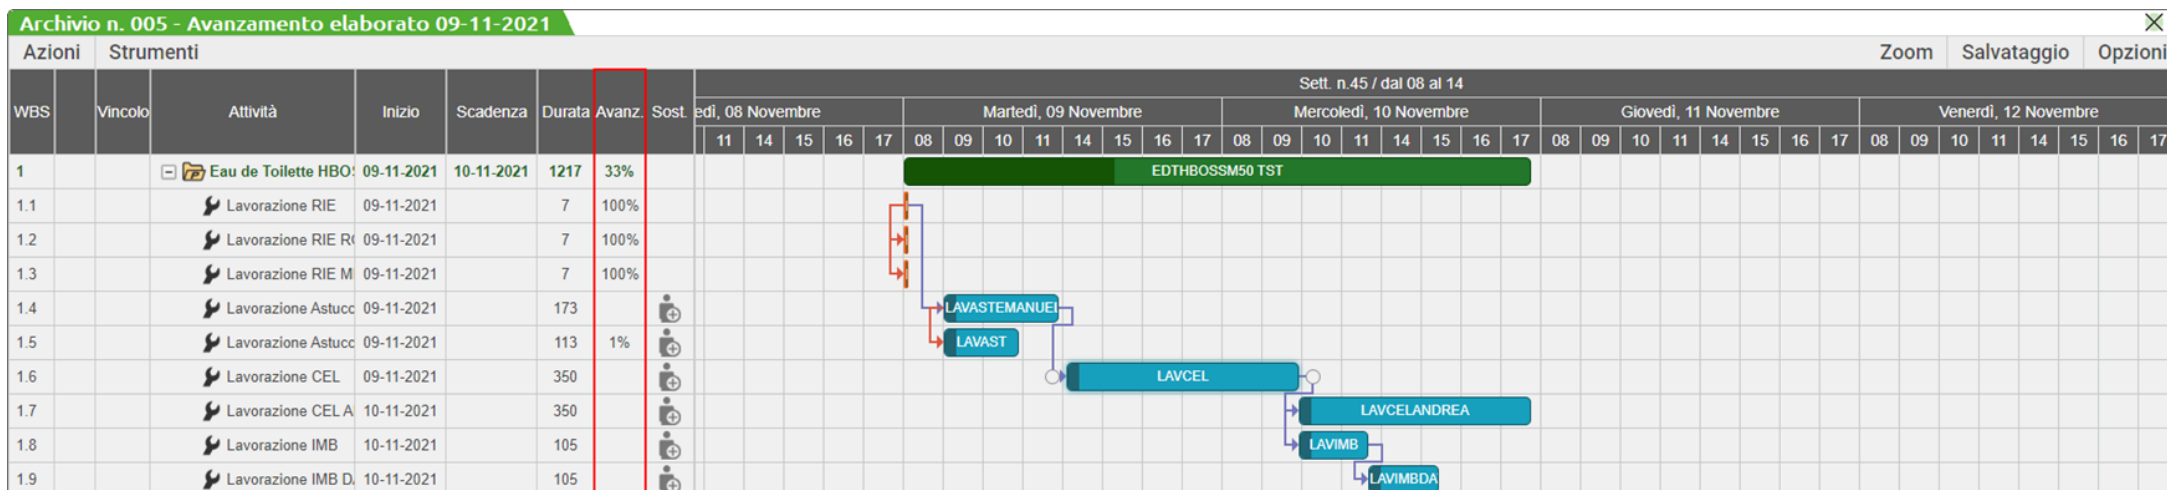 Archivio n. 005 - Avanzamento elaborato 09-11-2021
Azioni Strumenti Zoom Salvataggio Opzioni
Sett. n.45 / dal 08 al 14
WBS Vincolo Attività Inizio Scadenza Durata Avanz. Sost. edì, 08 Novembre Martedì, 09 Novembre Mercoledì, 10 Novembre Giovedì, 11 Novembre Venerdì, 12 Novembre
11 14 15 16 17 08 09 10 11 14 15 16 17 08 09 10 11 14 15 16 17 08 09 10 11 14 15 16 17 08 09 10 11 14 15 16 17
1 Eau de Toilette HBO 09-11-2021 10-11-2021 1217 33% EDTHBOSSM50 TST
1.1 Lavorazione RIE 09-11-2021 7 100%
1.2 Lavorazione RIE R 09-11-2021 7 100%
1.3 Lavorazione RIE M 09-11-2021 7 100%
1.4 Lavorazione Astucc 09-11-2021 173 LAVASTEMANUEL
1.5 Lavorazione Astucc 09-11-2021 113 1% LAVAST
1.6 Lavorazione CEL 09-11-2021 350 LAVCEL
1.7 Lavorazione CEL A 10-11-2021 350 LAVCELANDREA
1.8 Lavorazione IMB 10-11-2021 105 LAVIMB
1.9 Lavorazione IMB D 10-11-2021 105 LAVIMBDA